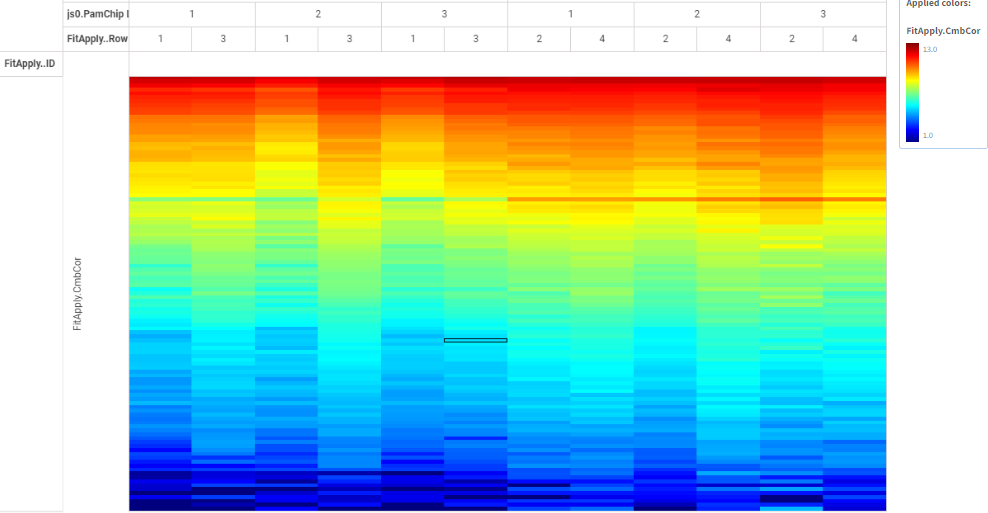 Applied colors:
js0.PamChip I 1 2 3 1 2 3
FitApply..Row 1 3 1 3 1 3 2 4 2 4 2 4
FitApply..ID
FitApply.CmbCor
13.0
1.0
FitApply.CmbCor